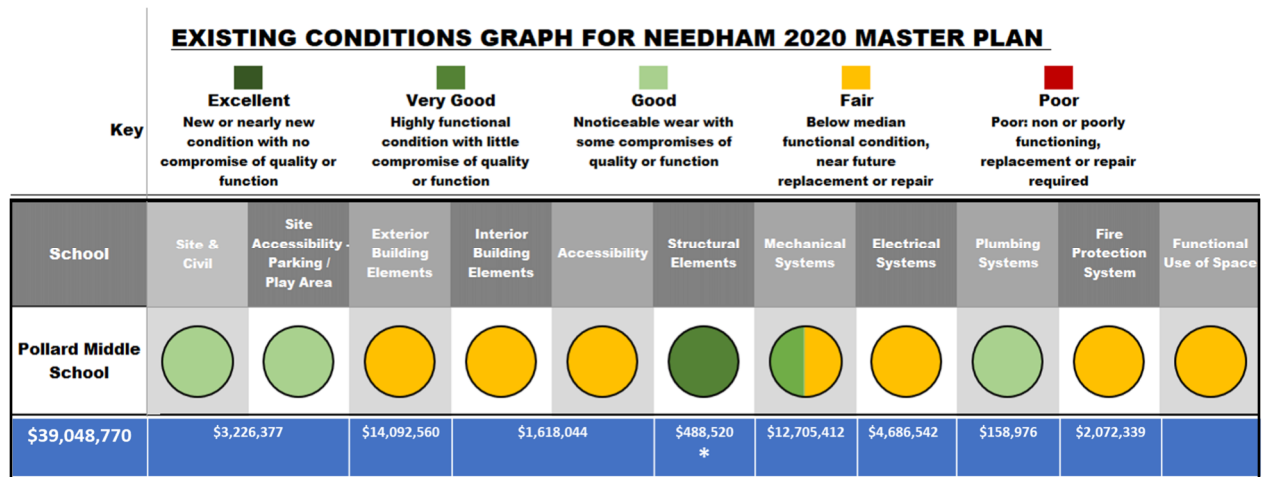 EXISTING CONDITIONS GRAPH FOR NEEDHAM 2020 MASTER PLAN
Key
Excellent
New or nearly new
condition with no
compromise of quality or
function
Very Good
Highly functional
condition with little
compromise of quality
or function
Good
Nnoticeable wear with
some compromises of
quality or function
Fair
Below median
functional condition,
near future
replacement or repair
Poor
Poor: non or poorly
functioning,
replacement or repair
required
School
Site &
Civil
Site
Accessibility -
Parking /
Play Area
Exterior
Building
Elements
Interior
Building
Elements
Accessibility
Structural
Elements
Mechanical
Systems
Electrical
Systems
Plumbing
Systems
Fire
Protection
System
Functional
Use of Space
Pollard Middle
School
$39,048,770
$3,226,377
$14,092,560
$1,618,044
$488,520
*
$12,705,412
$4,686,542
$158,976
$2,072,339